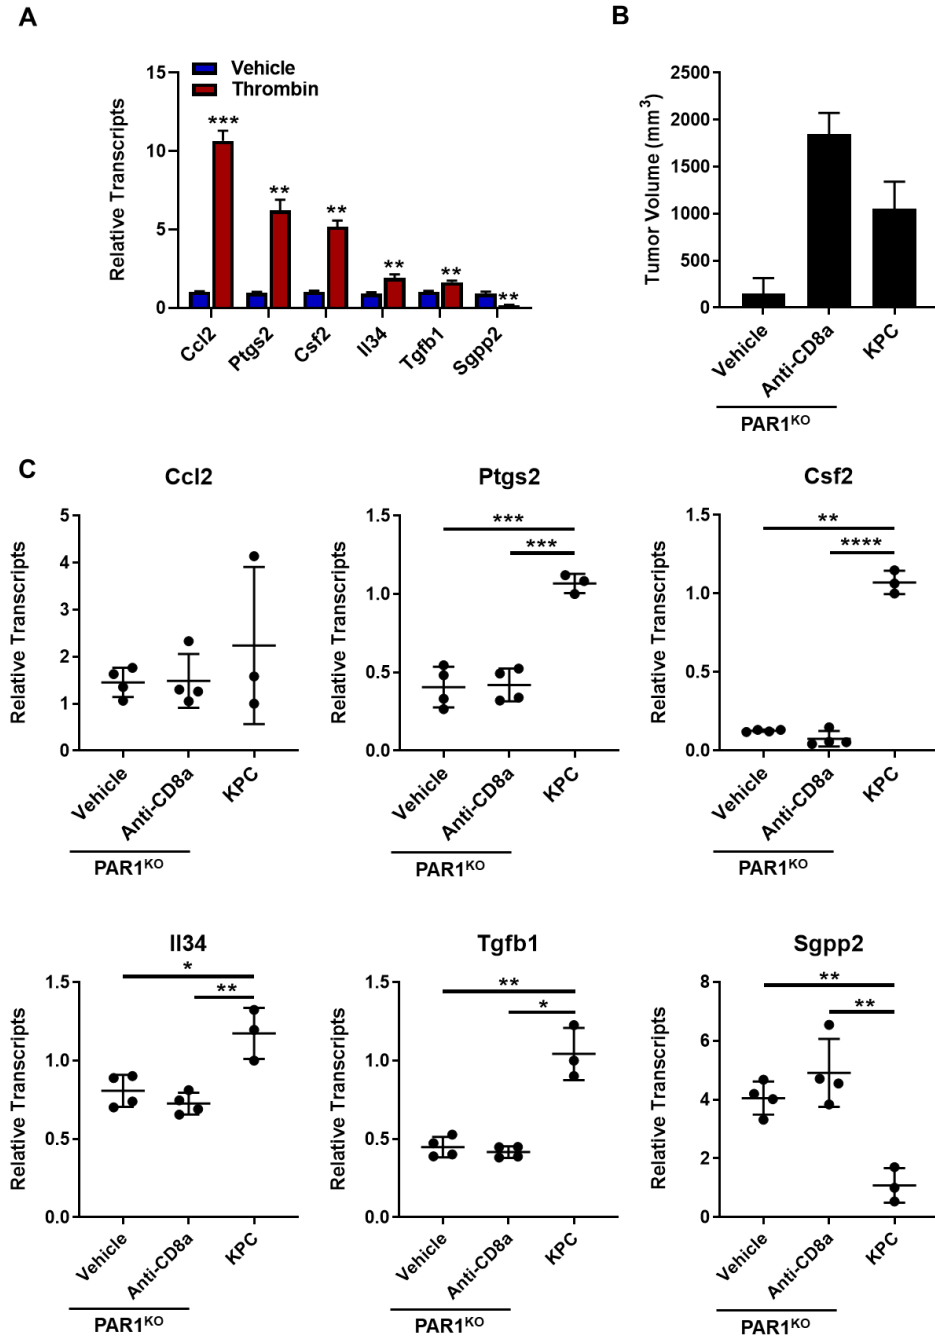 A
Vehicle
Thrombin
Relative Transcripts
15
10
5
0
***
**
**
**
**
**
Ccl2
Ptgs2
Csf2
Il34
Tgfb1
Sgpp2
B
Tumor Volume (mm³)
2500
2000
1500
1000
500
0
Vehicle
Anti-CD8a
KPC
PAR1ᴷᴼ
C
Ccl2
Relative Transcripts
5
4
3
2
1
0
Vehicle
Anti-CD8a
KPC
PAR1ᴷᴼ
Ptgs2
Relative Transcripts
1.5
1.0
0.5
0.0
***
***
Vehicle
Anti-CD8a
KPC
PAR1ᴷᴼ
Csf2
Relative Transcripts
1.5
1.0
0.5
0.0
**
****
Vehicle
Anti-CD8a
KPC
PAR1ᴷᴼ
Il34
Relative Transcripts
1.5
1.0
0.5
0.0
*
**
Vehicle
Anti-CD8a
KPC
PAR1ᴷᴼ
Tgfb1
Relative Transcripts
1.5
1.0
0.5
0.0
**
*
Vehicle
Anti-CD8a
KPC
PAR1ᴷᴼ
Sgpp2
Relative Transcripts
8
6
4
2
0
**
**
Vehicle
Anti-CD8a
KPC
PAR1ᴷᴼ